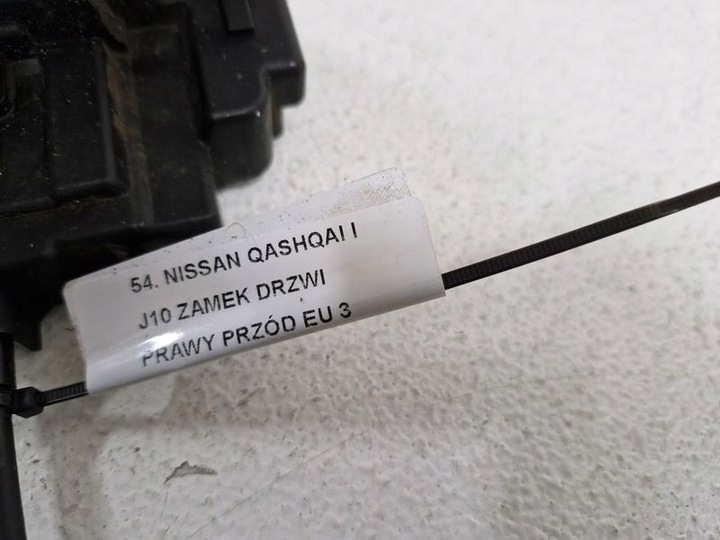 54. NISSAN QASHQAI I
J10 ZAMEK DRZWI
PRAWY PRZÓD EU 3